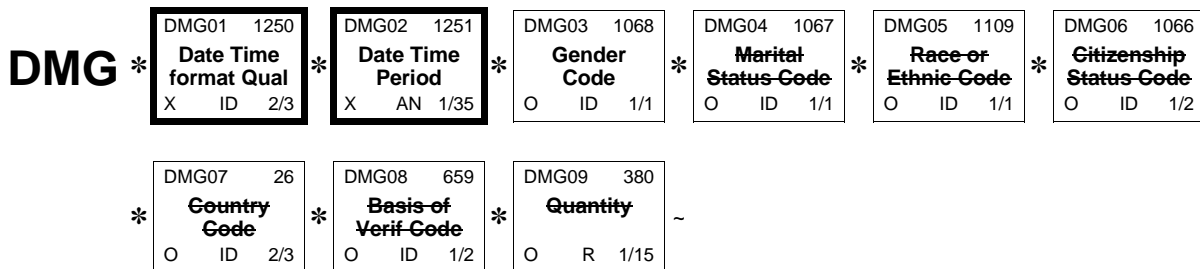 DMG01 1250 DMG02 1251 DMG03 1068 DMG04 1067 DMG05 1109 DMG06 1066
DMG * Date Time format Qual * Date Time Period * Gender Code * Marital Status Code * Race or Ethnic Code * Citizenship Status Code
X ID 2/3 X AN 1/35 O ID 1/1 O ID 1/1 O ID 1/1 O ID 1/2
DMG07 26 DMG08 659 DMG09 380
* Country Code * Basis of Verif Code * Quantity ~
O ID 2/3 O ID 1/2 O R 1/15